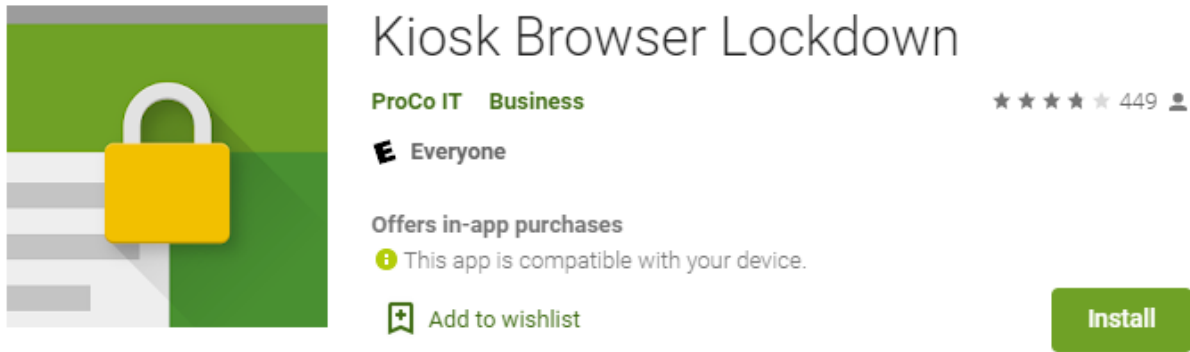 Kiosk Browser Lockdown
ProCo IT Business 449
E Everyone
Offers in-app purchases
This app is compatible with your device.
Add to wishlist
Install